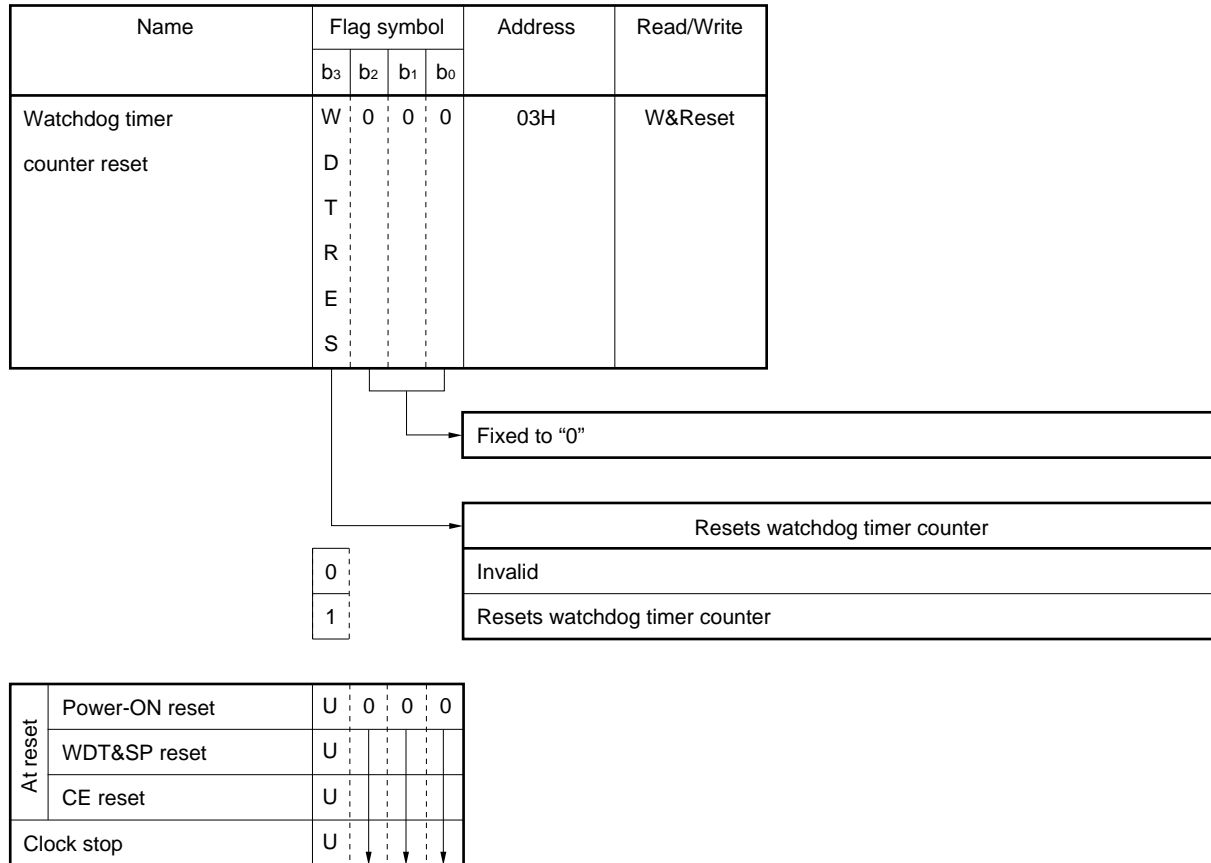 Name Flag symbol Address Read/Write
b3 b2 b1 b0
Watchdog timer W 0 0 0 03H W&Reset
counter reset D
T
R
E
S
Fixed to “0”
Resets watchdog timer counter
0 Invalid
1 Resets watchdog timer counter
At reset
Power-ON reset U 0 0 0
WDT&SP reset U
CE reset U
Clock stop U